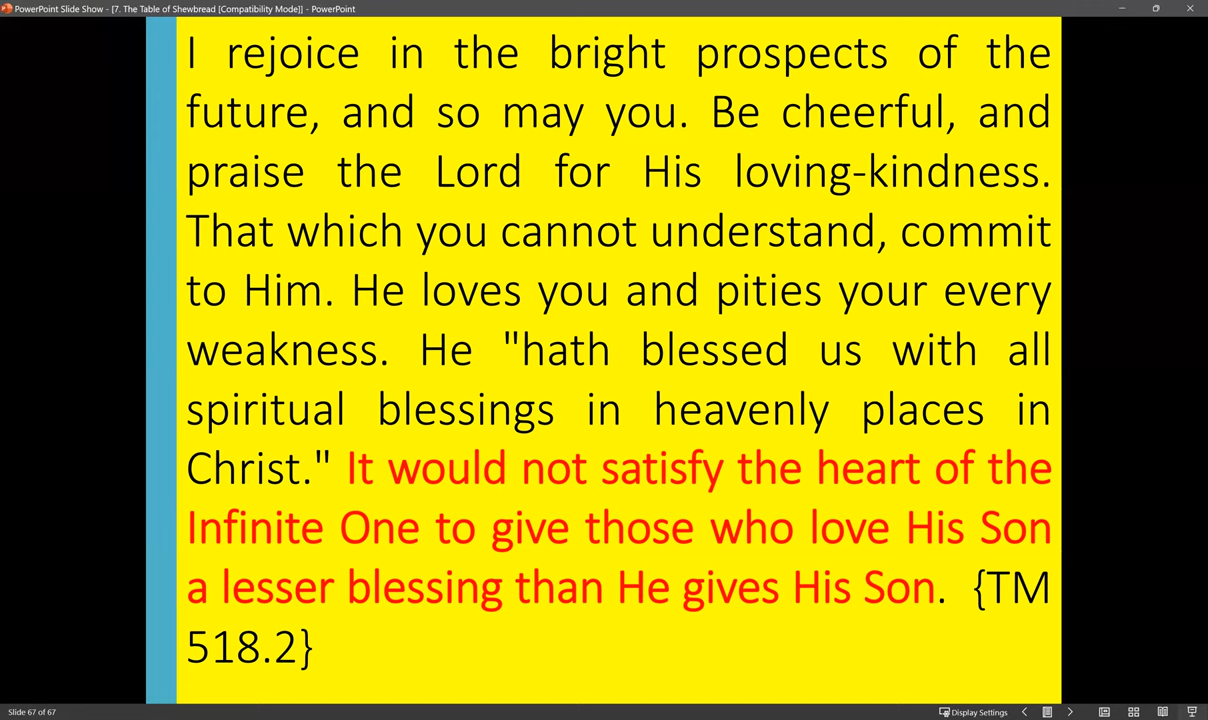 PowerPoint Slide Show - [7. The Table of Shewbread [Compatibility Mode]] - PowerPoint
I rejoice in the bright prospects of the
future, and so may you. Be cheerful, and
praise the Lord for His loving-kindness.
That which you cannot understand, commit
to Him. He loves you and pities your every
weakness. He "hath blessed us with all
spiritual blessings in heavenly places in
Christ." It would not satisfy the heart of the
Infinite One to give those who love His Son
a lesser blessing than He gives His Son. {TM
518.2}
Slide 67 of 67
Display Settings